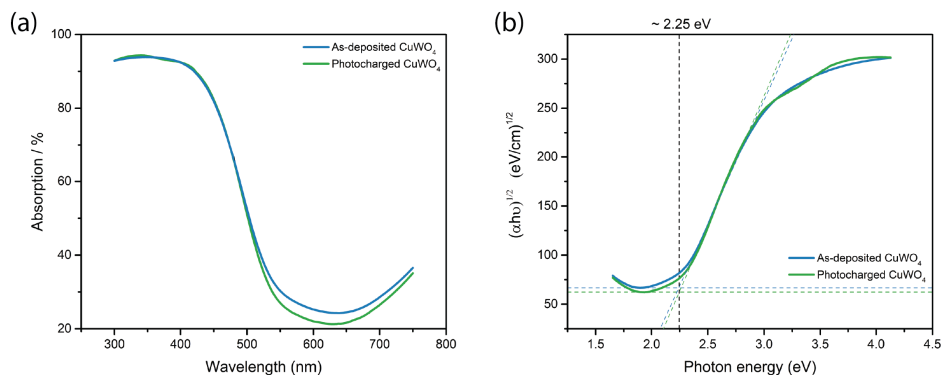 (a)
100
80
60
40
20
Absorption / %
300 400 500 600 700 800
Wavelength (nm)
As-deposited CuWO₄
Photocharged CuWO₄
(b)
~ 2.25 eV
300
250
200
150
100
50
(αhυ)¹/² (eV/cm)¹/²
1.5 2.0 2.5 3.0 3.5 4.0 4.5
Photon energy (eV)
As-deposited CuWO₄
Photocharged CuWO₄